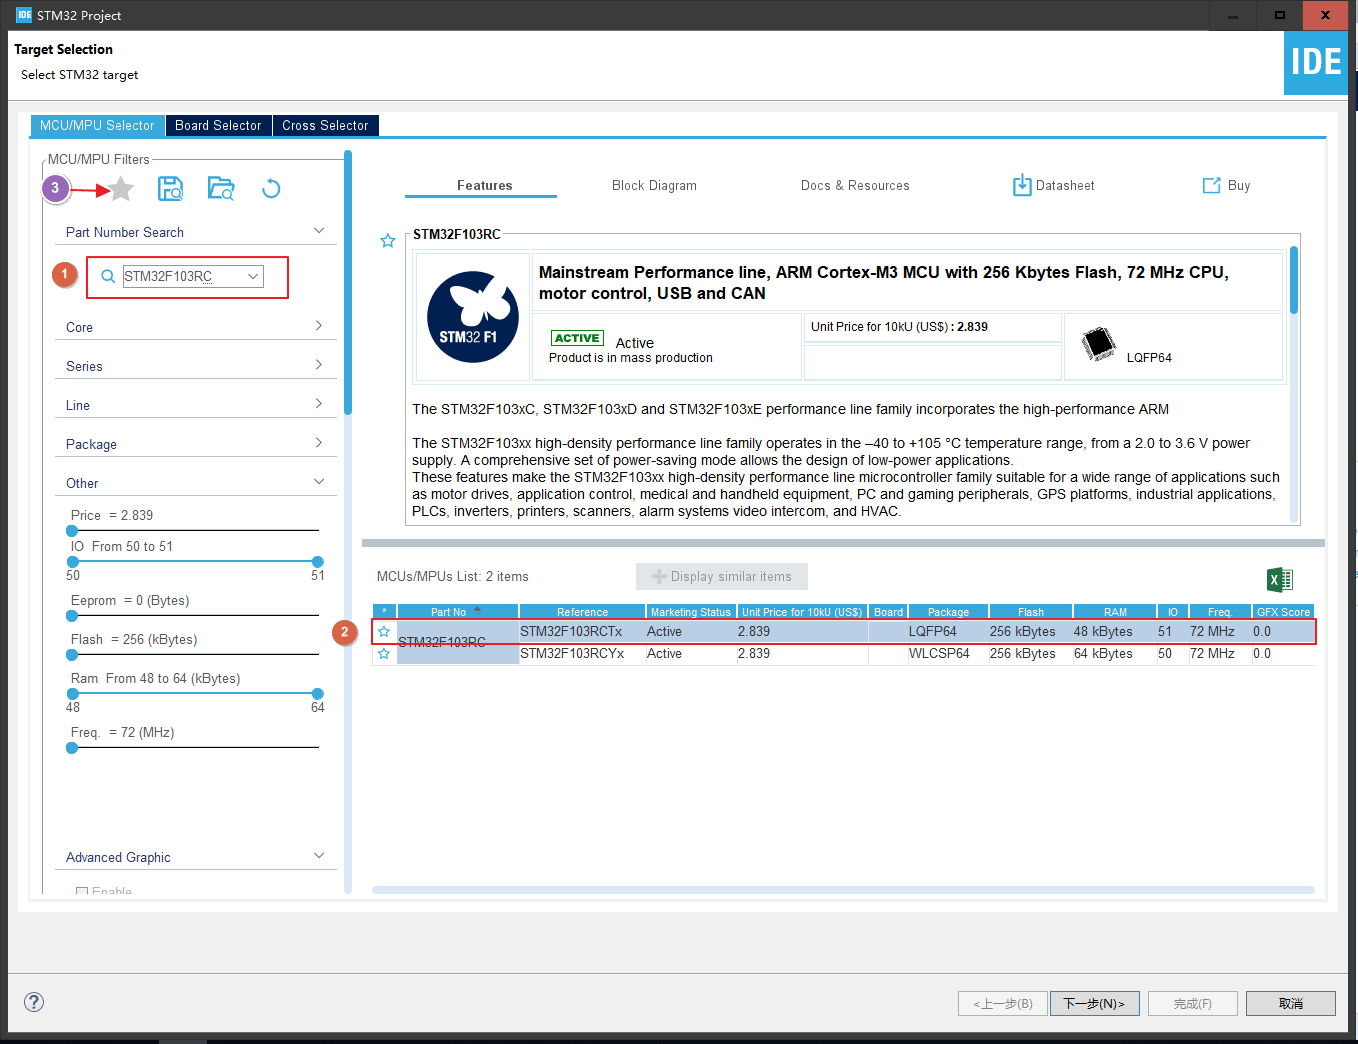 IDE STM32 Project
Target Selection
Select STM32 target
IDE
MCU/MPU Selector Board Selector Cross Selector
MCU/MPU Filters
3
Part Number Search
1
STM32F103RC
Core
Series
Line
Package
Other
Price = 2.839
IO From 50 to 51
50 51
Eeprom = 0 (Bytes)
Flash = 256 (kBytes)
Ram From 48 to 64 (kBytes)
48 64
Freq. = 72 (MHz)
Advanced Graphic
Enable
Features Block Diagram Docs & Resources Datasheet Buy
STM32F103RC
STM32 F1
Mainstream Performance line, ARM Cortex-M3 MCU with 256 Kbytes Flash, 72 MHz CPU,
motor control, USB and CAN
ACTIVE Active
Product is in mass production
Unit Price for 10kU (US$) : 2.839
LQFP64
The STM32F103xC, STM32F103xD and STM32F103xE performance line family incorporates the high-performance ARM
The STM32F103xx high-density performance line family operates in the –40 to +105 °C temperature range, from a 2.0 to 3.6 V power
supply. A comprehensive set of power-saving mode allows the design of low-power applications.
These features make the STM32F103xx high-density performance line microcontroller family suitable for a wide range of applications such
as motor drives, application control, medical and handheld equipment, PC and gaming peripherals, GPS platforms, industrial applications,
PLCs, inverters, printers, scanners, alarm systems video intercom, and HVAC.
MCUs/MPUs List: 2 items Display similar items
* Part No Reference Marketing Status Unit Price for 10kU (US$) Board Package Flash RAM IO Freq. GFX Score
2
STM32F103RC STM32F103RCTx Active 2.839 LQFP64 256 kBytes 48 kBytes 51 72 MHz 0.0
STM32F103RCYx Active 2.839 WLCSP64 256 kBytes 64 kBytes 50 72 MHz 0.0
? <上一步(B) 下一步(N)> 完成(F) 取消